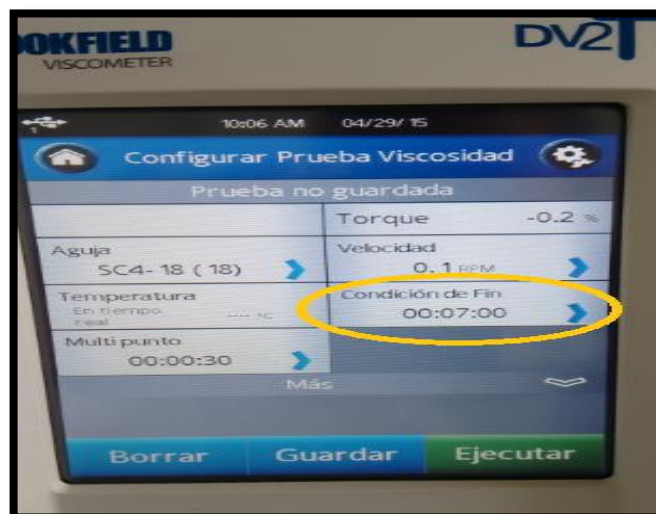 OOKFIELD
VISCOMETER
DV2T
1
10:06 AM 04/29/15
Configurar Prueba Viscosidad
Prueba no guardada
Torque -0.2 %
Aguja
SC4-18 (18)
Velocidad
0.1 RPM
Temperatura
En tiempo
real
---- °C
Condición de Fin
00:07:00
Multi punto
00:00:30
Más
Borrar Guardar Ejecutar